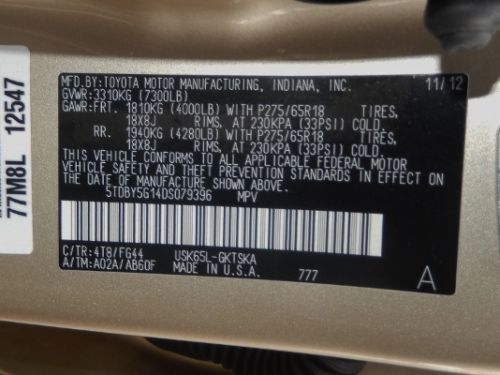 MFD.BY:TOYOTA MOTOR MANUFACTURING, INDIANA, INC. 11/12
GVWR:3310KG (7300LB)
GAWR:FRT. 1810KG (4000LB) WITH P275/65R18 TIRES,
18X8J RIMS, AT 230KPA (33PSI) COLD
RR. 1940KG (4280LB) WITH P275/65R18 TIRES,
18X8J RIMS, AT 230KPA (33PSI) COLD
THIS VEHICLE CONFORMS TO ALL APPLICABLE FEDERAL MOTOR
VEHICLE SAFETY AND THEFT PREVENTION STANDARDS IN EFFECT
ON THE DATE OF MANUFACTURE SHOWN ABOVE.
5TDBY5G14DS079396 MPV
C/TR:4T8/FG44 USK65L-GKTSKA
A/TM:A02A/AB60F MADE IN U.S.A. 777 A
77M8L 12547